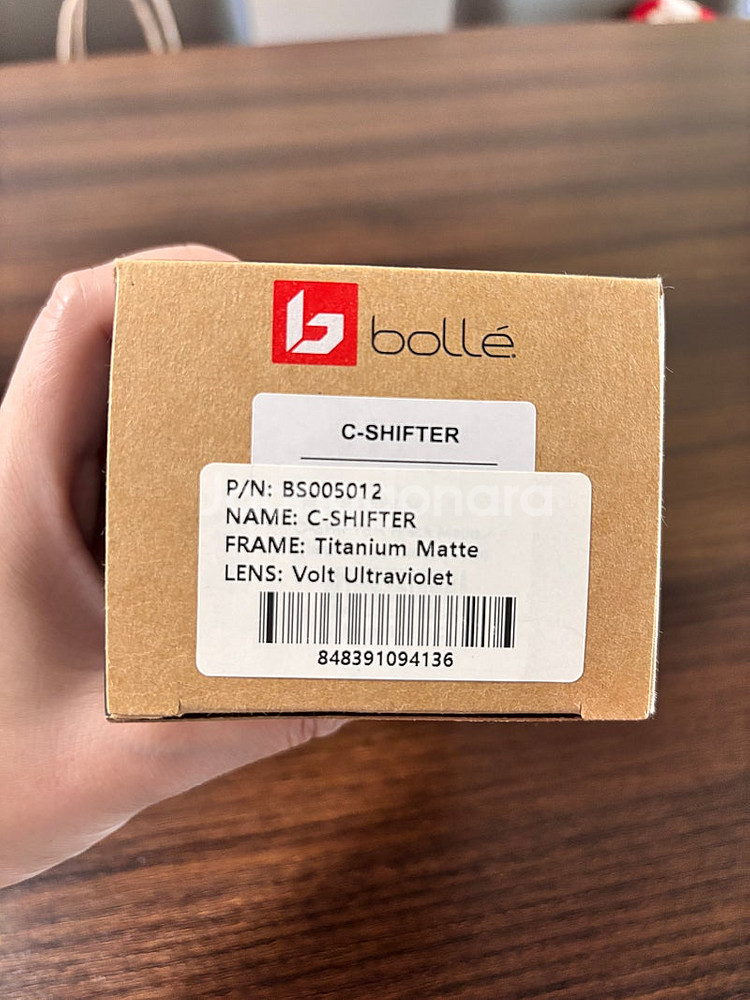 bollé
C-SHIFTER
P/N: BS005012
NAME: C-SHIFTER
FRAME: Titanium Matte
LENS: Volt Ultraviolet
848391094136